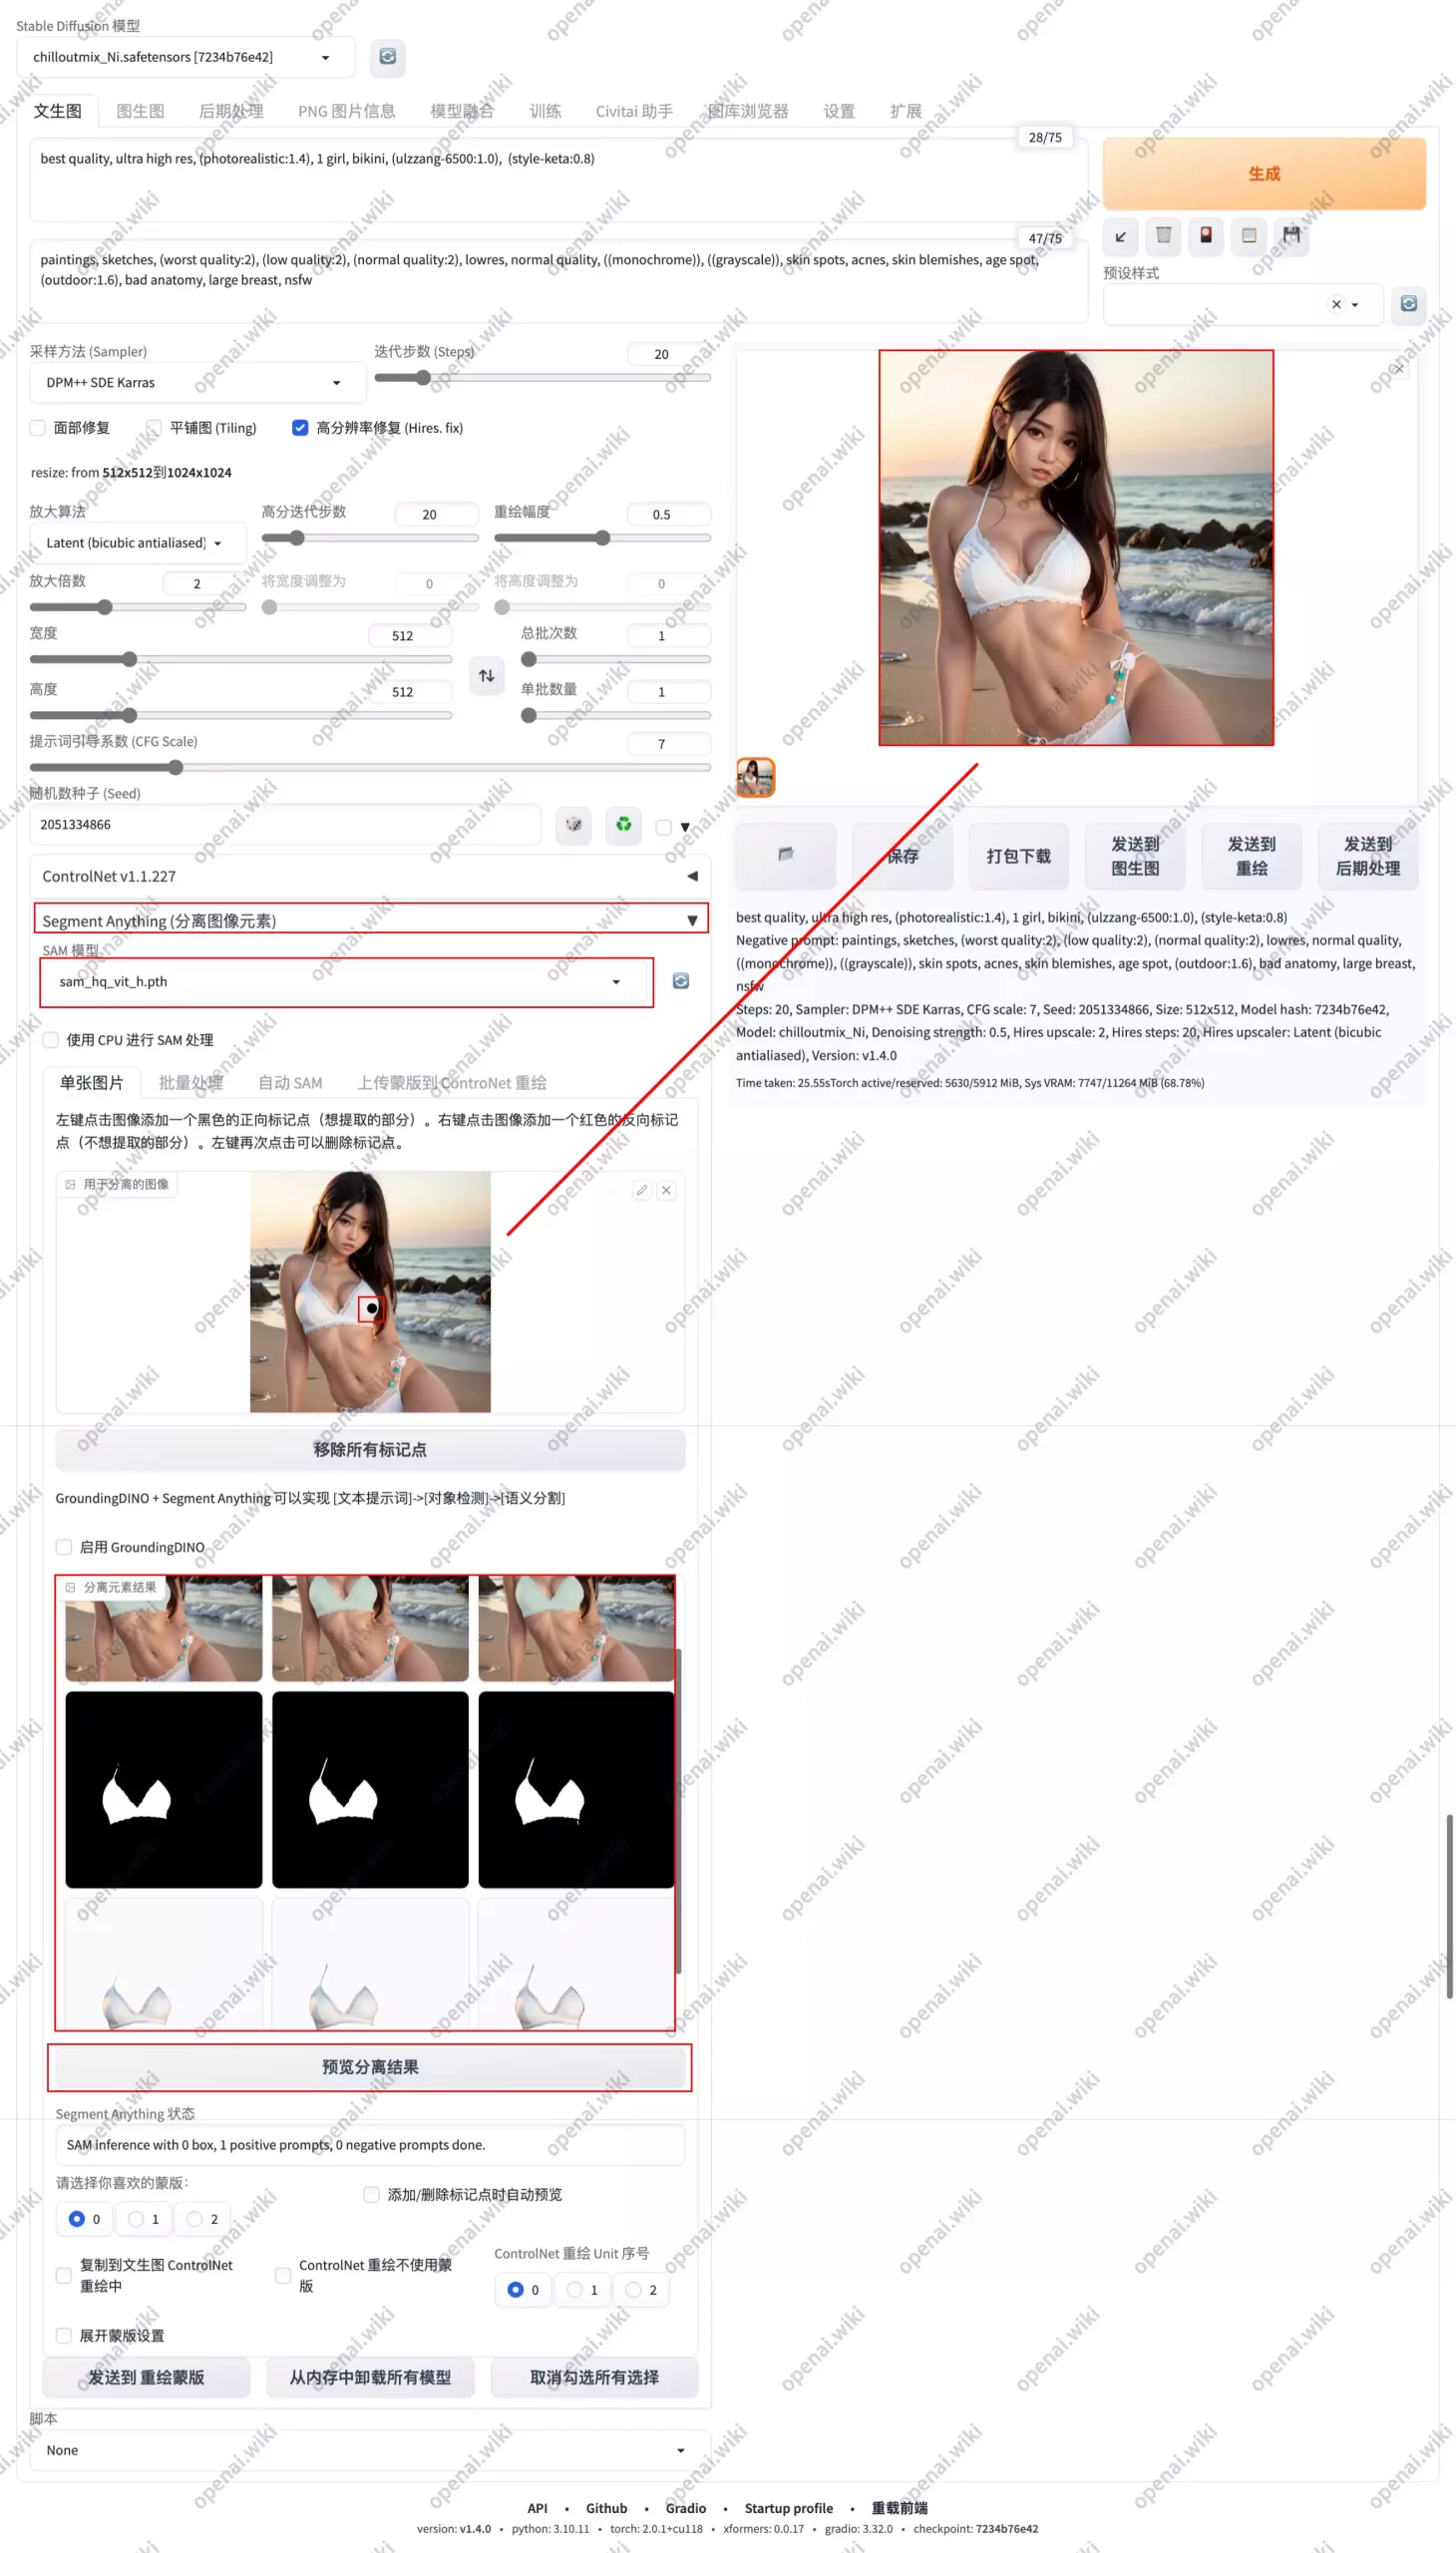 Stable Diffusion 模型
chilloutmix_Ni.safetensors [7234b76e42]
文生图 图生图 后期处理 PNG 图片信息 模型融合 训练 Civitai 助手 图库浏览器 设置 扩展
28/75
best quality, ultra high res, (photorealistic:1.4), 1 girl, bikini, (ulzzang-6500:1.0), (style-keta:0.8)
生成
47/75
paintings, sketches, (worst quality:2), (low quality:2), (normal quality:2), lowres, normal quality, ((monochrome)), ((grayscale)), skin spots, acnes, skin blemishes, age spot,
(outdoor:1.6), bad anatomy, large breast, nsfw
预设样式
采样方法 (Sampler)
DPM++ SDE Karras
迭代步数 (Steps)
20
面部修复 平铺图 (Tiling) 高分辨率修复 (Hires. fix)
resize: from 512x512到1024x1024
放大算法
Latent (bicubic antialiased)
高分迭代步数 20
重绘幅度 0.5
放大倍数 2
将宽度调整为 0
将高度调整为 0
宽度 512
总批次数 1
高度 512
单批数量 1
提示词引导系数 (CFG Scale) 7
随机数种子 (Seed)
2051334866
ControlNet v1.1.227
Segment Anything (分离图像元素)
SAM 模型
sam_hq_vit_h.pth
使用 CPU 进行 SAM 处理
单张图片 批量处理 自动 SAM 上传蒙版到 ControNet 重绘
左键点击图像添加一个黑色的正向标记点（想提取的部分）。右键点击图像添加一个红色的反向标记
点（不想提取的部分）。左键再次点击可以删除标记点。
用于分离的图像
移除所有标记点
GroundingDINO + Segment Anything 可以实现 [文本提示词]->[对象检测]->[语义分割]
启用 GroundingDINO
分离元素结果
预览分离结果
Segment Anything 状态
SAM inference with 0 box, 1 positive prompts, 0 negative prompts done.
请选择你喜欢的蒙版：
0 1 2
添加/删除标记点时自动预览
复制到文生图 ControlNet
重绘中
ControlNet 重绘不使用蒙
版
ControlNet 重绘 Unit 序号
0 1 2
展开蒙版设置
发送到 重绘蒙版 从内存中卸载所有模型 取消勾选所有选择
脚本
None
保存 打包下载
发送到
图生图
发送到
重绘
发送到
后期处理
best quality, ultra high res, (photorealistic:1.4), 1 girl, bikini, (ulzzang-6500:1.0), (style-keta:0.8)
Negative prompt: paintings, sketches, (worst quality:2), (low quality:2), (normal quality:2), lowres, normal quality,
((monochrome)), ((grayscale)), skin spots, acnes, skin blemishes, age spot, (outdoor:1.6), bad anatomy, large breast,
nsfw
Steps: 20, Sampler: DPM++ SDE Karras, CFG scale: 7, Seed: 2051334866, Size: 512x512, Model hash: 7234b76e42,
Model: chilloutmix_Ni, Denoising strength: 0.5, Hires upscale: 2, Hires steps: 20, Hires upscaler: Latent (bicubic
antialiased), Version: v1.4.0
Time taken: 25.55sTorch active/reserved: 5630/5912 MiB, Sys VRAM: 7747/11264 MiB (68.78%)
API • Github • Gradio • Startup profile • 重载前端
version: v1.4.0 • python: 3.10.11 • torch: 2.0.1+cu118 • xformers: 0.0.17 • gradio: 3.32.0 • checkpoint: 7234b76e42
openai.wiki